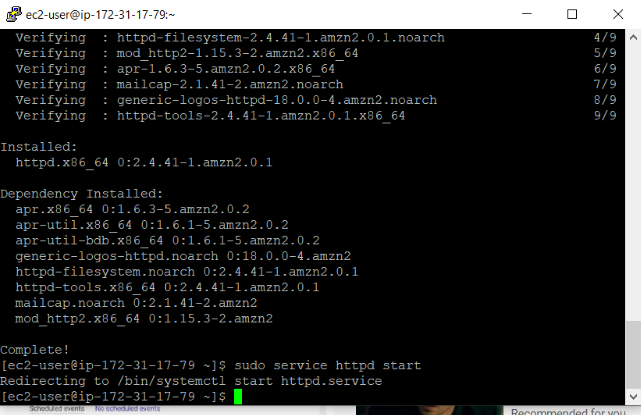 ec2-user@ip-172-31-17-79:~
Verifying  : httpd-filesystem-2.4.41-1.amzn2.0.1.noarch 4/9
Verifying  : mod_http2-1.15.3-2.amzn2.x86_64 5/9
Verifying  : apr-1.6.3-5.amzn2.0.2.x86_64 6/9
Verifying  : mailcap-2.1.41-2.amzn2.noarch 7/9
Verifying  : generic-logos-httpd-18.0.0-4.amzn2.noarch 8/9
Verifying  : httpd-tools-2.4.41-1.amzn2.0.1.x86_64 9/9
Installed:
httpd.x86_64 0:2.4.41-1.amzn2.0.1
Dependency Installed:
apr.x86_64 0:1.6.3-5.amzn2.0.2
apr-util.x86_64 0:1.6.1-5.amzn2.0.2
apr-util-bdb.x86_64 0:1.6.1-5.amzn2.0.2
generic-logos-httpd.noarch 0:18.0.0-4.amzn2
httpd-filesystem.noarch 0:2.4.41-1.amzn2.0.1
httpd-tools.x86_64 0:2.4.41-1.amzn2.0.1
mailcap.noarch 0:2.1.41-2.amzn2
mod_http2.x86_64 0:1.15.3-2.amzn2
Complete!
[ec2-user@ip-172-31-17-79 ~]$ sudo service httpd start
Redirecting to /bin/systemctl start httpd.service
[ec2-user@ip-172-31-17-79 ~]$
Scheduled events No scheduled events
Recommended for you